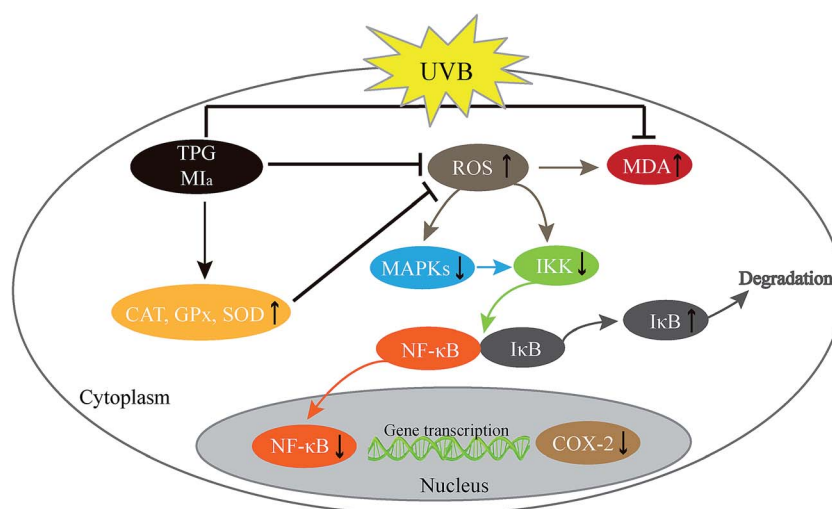 UVB
TPG
MIa
ROS ↑
MDA ↑
MAPKs ↓
IKK ↓
CAT, GPx, SOD ↑
Degradation
IκB ↑
NF-κB
IκB
Cytoplasm
Gene transcription
NF-κB ↓
COX-2 ↓
Nucleus